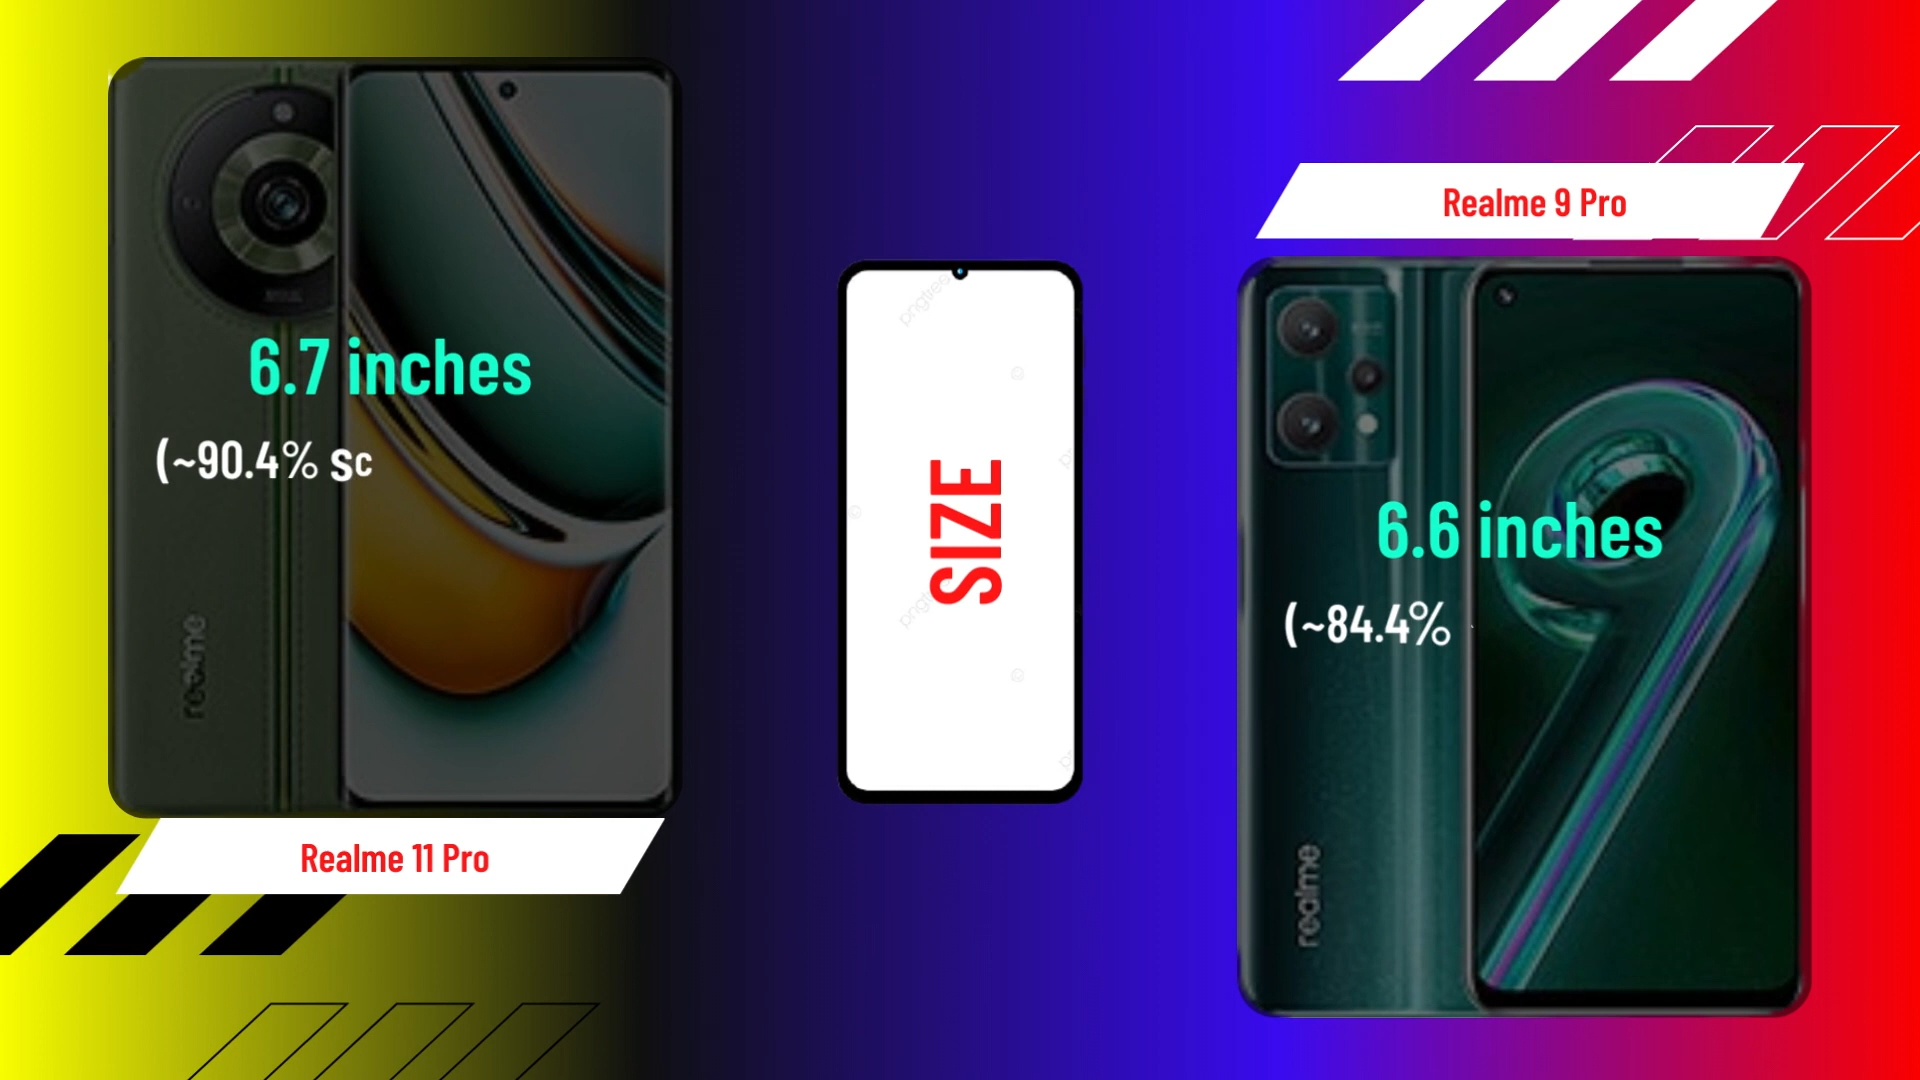 6.7 inches
(~90.4% sc
realme
Realme 11 Pro
SIZE
pngtree
Realme 9 Pro
6.6 inches
(~84.4%
realme